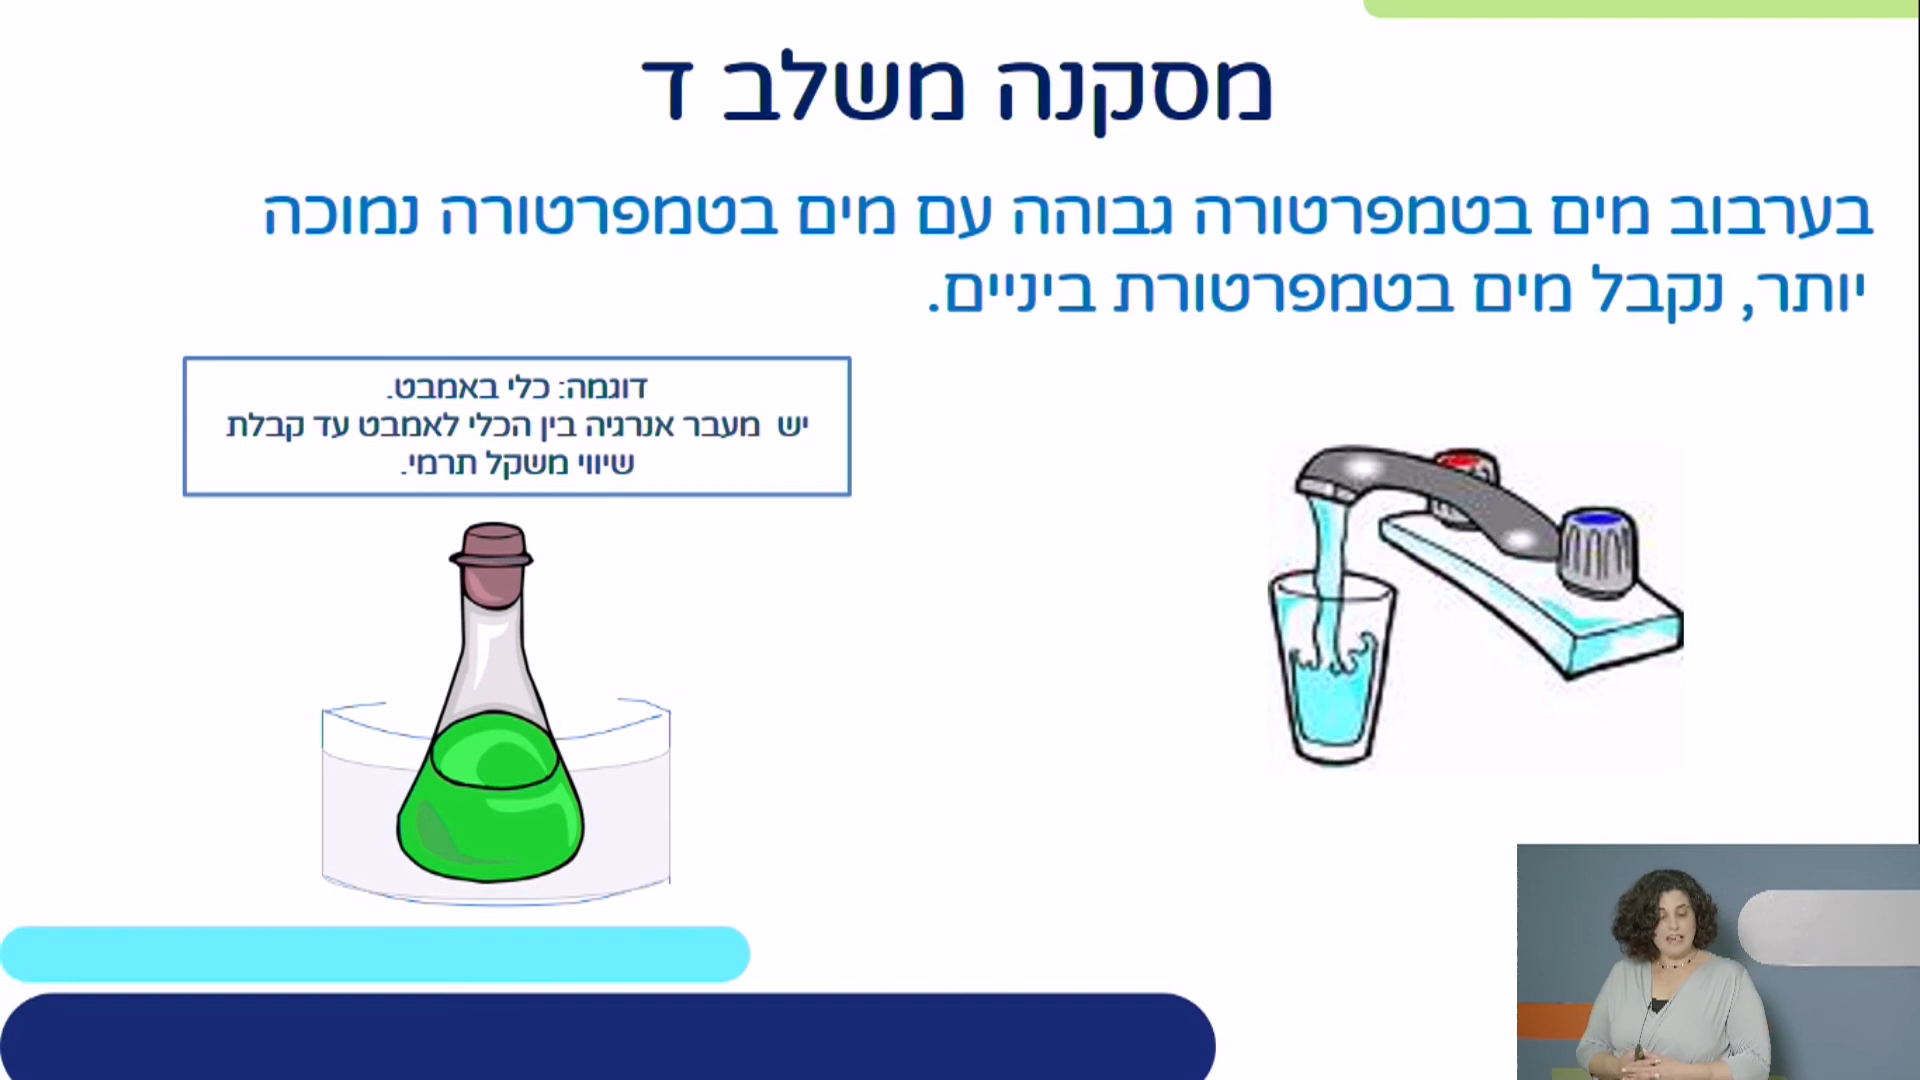 מסקנה משלב ד
בערבוב מים בטמפרטורה גבוהה עם מים בטמפרטורה נמוכה
יותר, נקבל מים בטמפרטורת ביניים.
דוגמה: כלי באמבט.
יש מעבר אנרגיה בין הכלי לאמבט עד קבלת
שיווי משקל תרמי.